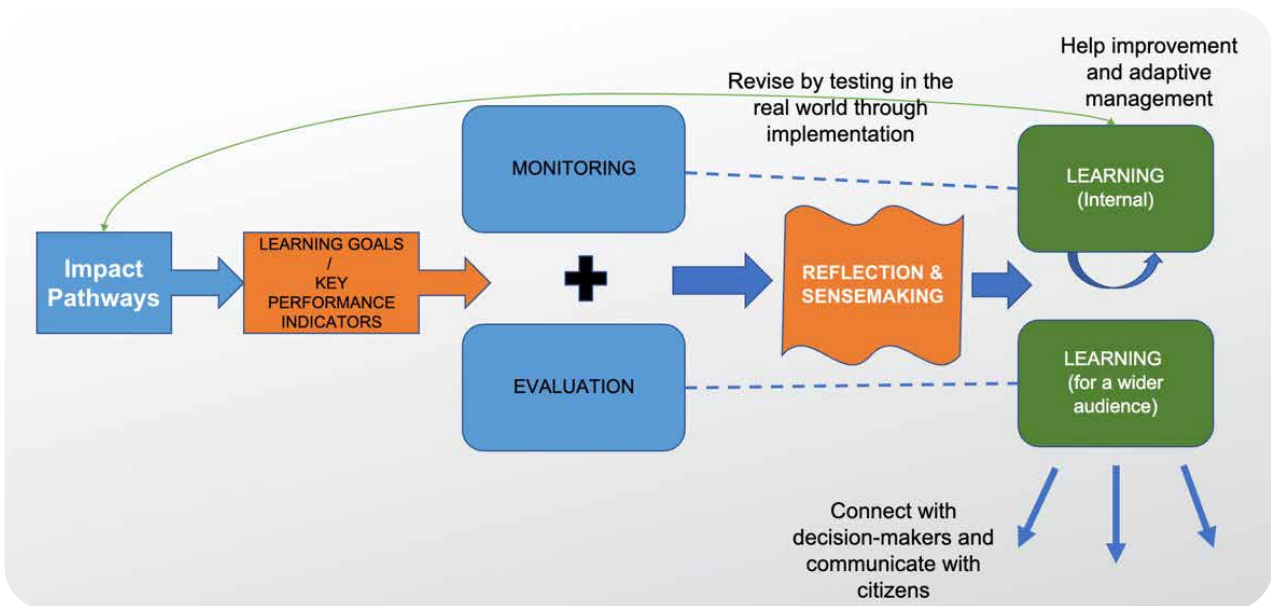 Help improvement
and adaptive
management
Revise by testing in the
real world through
implementation
MONITORING
LEARNING
(Internal)
Impact
Pathways
LEARNING GOALS
/
KEY
PERFORMANCE
INDICATORS
REFLECTION &
SENSEMAKING
EVALUATION
LEARNING
(for a wider
audience)
Connect with
decision-makers and
communicate with
citizens